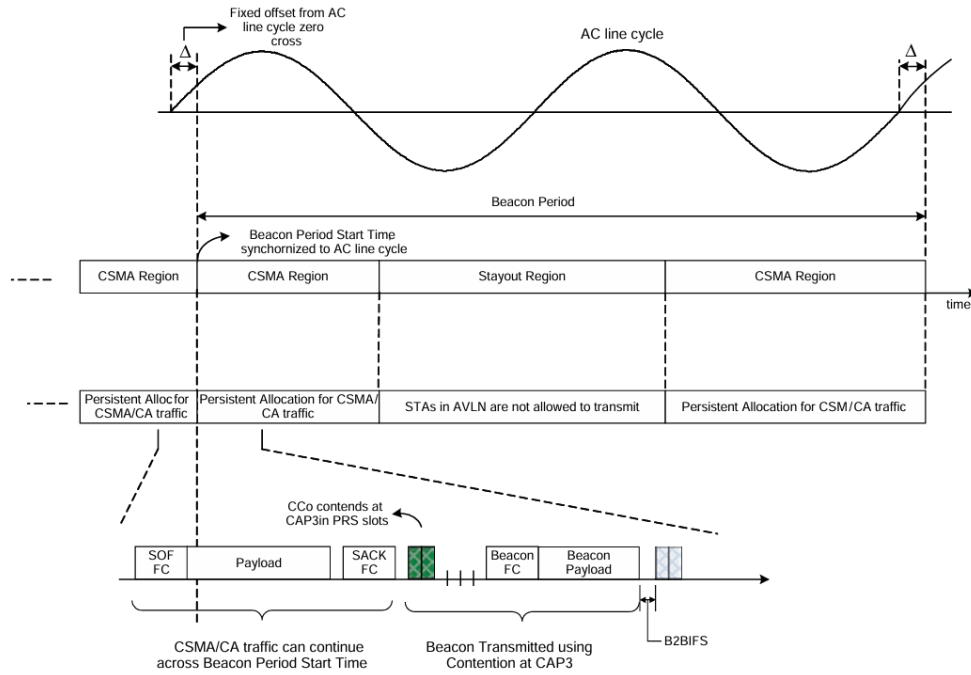 Fixed offset from AC
line cycle zero
cross
AC line cycle
Δ
Δ
Beacon Period
Beacon Period Start Time
synchornized to AC line cycle
CSMA Region
CSMA Region
Stayout Region
CSMA Region
time
Persistent Alloc for
CSMA/CA traffic
Persistent Allocation for CSMA/
CA traffic
STAs in AVLN are not allowed to transmit
Persistent Allocation for CSM/CA traffic
CCo contends at
CAP3in PRS slots
SOF
FC
Payload
SACK
FC
Beacon
FC
Beacon
Payload
B2BIFS
CSMA/CA traffic can continue
across Beacon Period Start Time
Beacon Transmitted using
Contention at CAP3